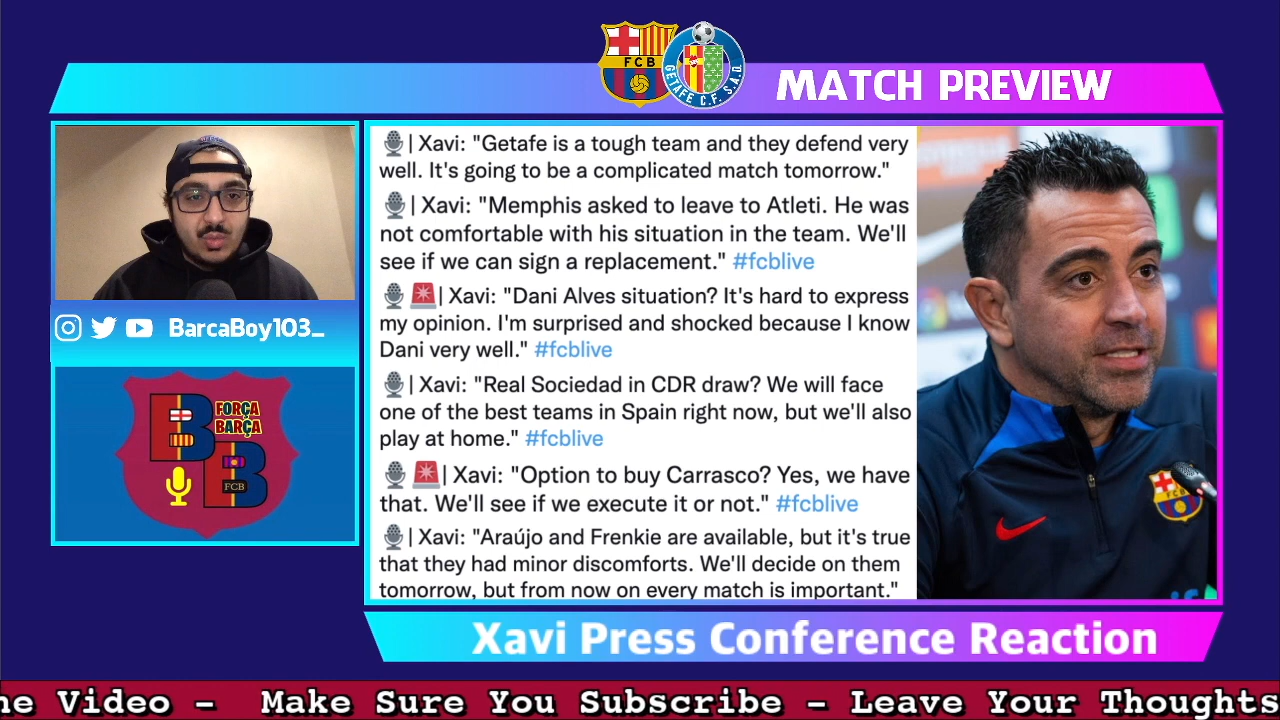 FCB
GETAFE C.F. S.A.D.
MATCH PREVIEW
| Xavi: "Getafe is a tough team and they defend very
well. It's going to be a complicated match tomorrow."
| Xavi: "Memphis asked to leave to Atleti. He was
not comfortable with his situation in the team. We'll
see if we can sign a replacement." #fcblive
| Xavi: "Dani Alves situation? It's hard to express
my opinion. I'm surprised and shocked because I know
Dani very well." #fcblive
| Xavi: "Real Sociedad in CDR draw? We will face
one of the best teams in Spain right now, but we'll also
play at home." #fcblive
| Xavi: "Option to buy Carrasco? Yes, we have
that. We'll see if we execute it or not." #fcblive
| Xavi: "Araújo and Frenkie are available, but it's true
that they had minor discomforts. We'll decide on them
tomorrow, but from now on every match is important."
BarcaBoy103_
B
FORÇA
BARÇA
B
FCB
Xavi Press Conference Reaction
he Video - Make Sure You Subscribe - Leave Your Thoughts